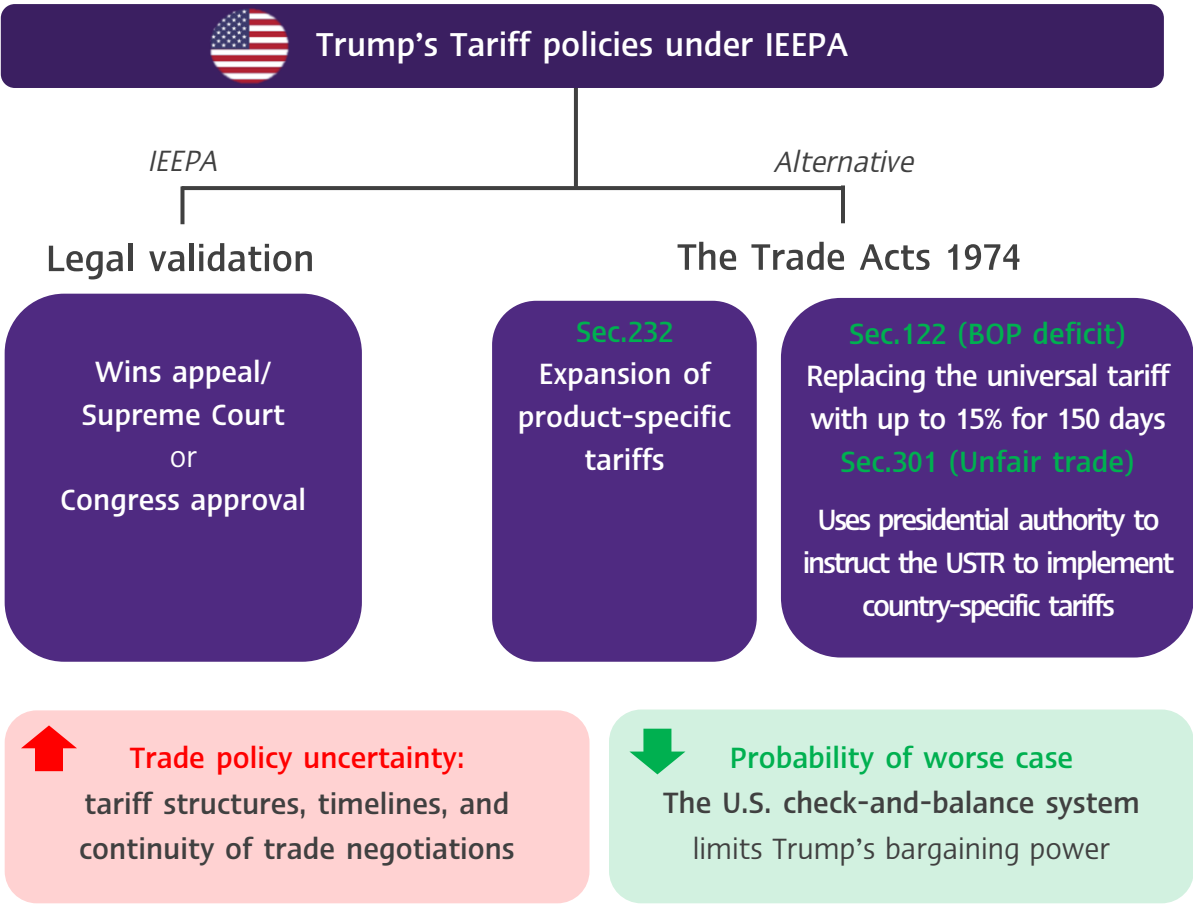 Trump’s Tariff policies under IEEPA
IEEPA
Alternative
Legal validation
The Trade Acts 1974
Wins appeal/
Supreme Court
or
Congress approval
Sec.232
Expansion of
product-specific
tariffs
Sec.122 (BOP deficit)
Replacing the universal tariff
with up to 15% for 150 days
Sec.301 (Unfair trade)
Uses presidential authority to
instruct the USTR to implement
country-specific tariffs
Trade policy uncertainty:
tariff structures, timelines, and
continuity of trade negotiations
Probability of worse case
The U.S. check-and-balance system
limits Trump’s bargaining power